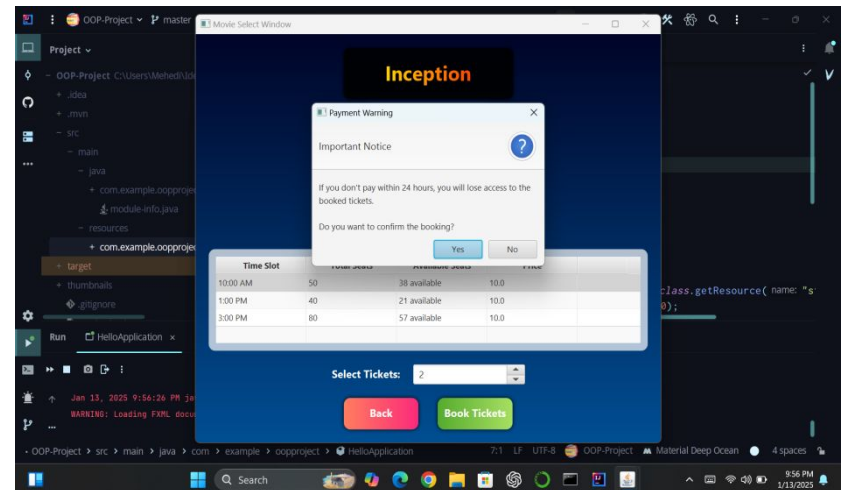 OOP-Project
master
Movie Select Window
Project
OOP-Project C:\Users\Mehedi\Id
.idea
.mvn
src
main
java
com.example.oopproje
module-info.java
resources
com.example.oopproje
target
thumbnails
.gitignore
Inception
Payment Warning
Important Notice
If you don't pay within 24 hours, you will lose access to the
booked tickets.
Do you want to confirm the booking?
Yes No
Time Slot Total Seats Available Seats Price
10:00 AM 50 38 available 10.0
1:00 PM 40 21 available 10.0
3:00 PM 80 57 available 10.0
Select Tickets: 2
Back Book Tickets
class.getResource( name: "s
);
Run HelloApplication
Jan 13, 2025 9:56:26 PM ja
WARNING: Loading FXML docu
OOP-Project > src > main > java > com > example > oopproject > HelloApplication 7:1 LF UTF-8 OOP-Project Material Deep Ocean 4 spaces
Search
9:56 PM
1/13/2025